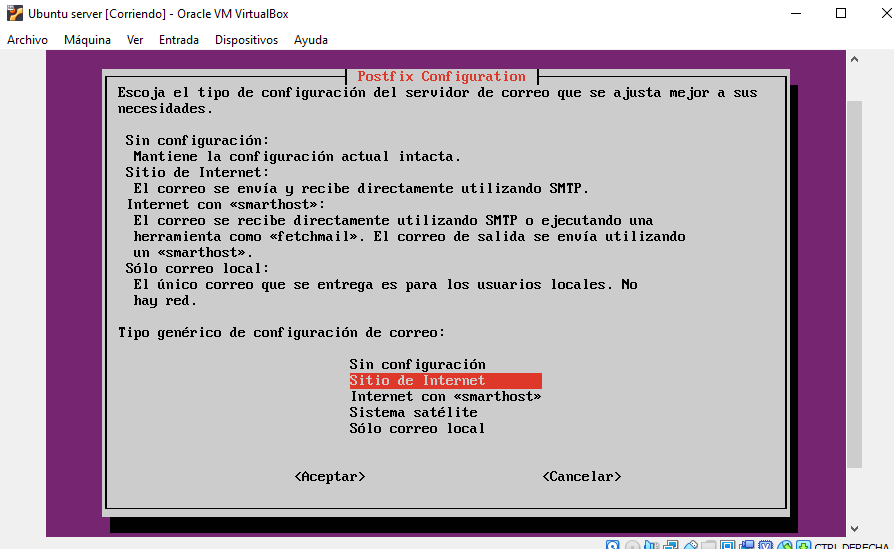 Ubuntu server [Corriendo] - Oracle VM VirtualBox
Archivo Máquina Ver Entrada Dispositivos Ayuda
Postfix Configuration
Escoja el tipo de configuración del servidor de correo que se ajusta mejor a sus
necesidades.
Sin configuración:
Mantiene la configuración actual intacta.
Sitio de Internet:
El correo se envía y recibe directamente utilizando SMTP.
Internet con «smarthost»:
El correo se recibe directamente utilizando SMTP o ejecutando una
herramienta como «fetchmail». El correo de salida se envía utilizando
un «smarthost».
Sólo correo local:
El único correo que se entrega es para los usuarios locales. No
hay red.
Tipo genérico de configuración de correo:
Sin configuración
Sitio de Internet
Internet con «smarthost»
Sistema satélite
Sólo correo local
<Aceptar> <Cancelar>
CTRL DERECHA